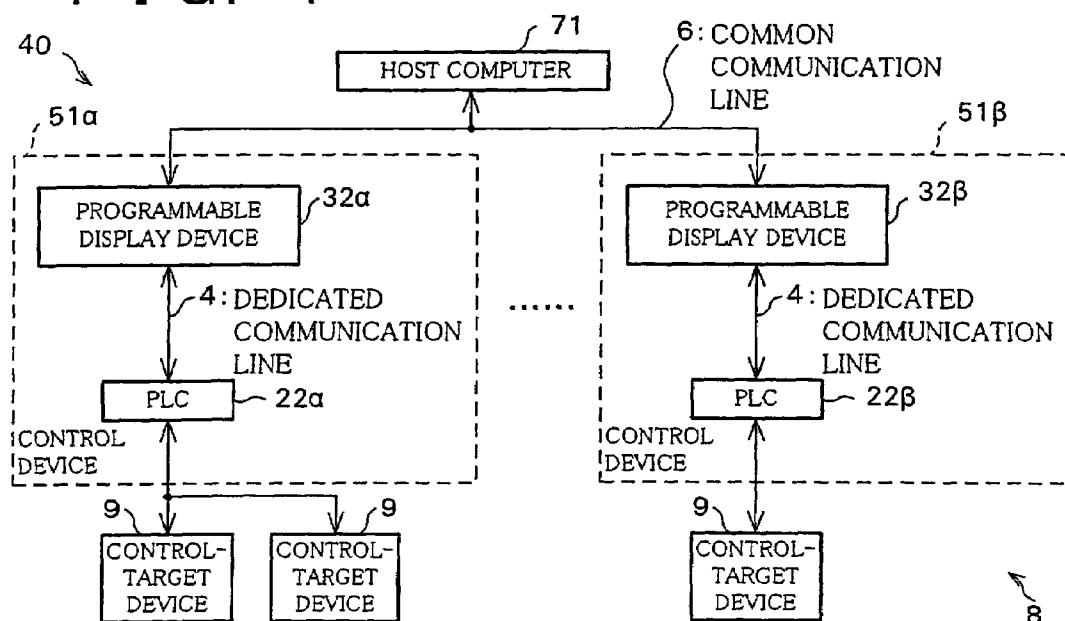 40
71
HOST COMPUTER
6: COMMON
COMMUNICATION
LINE
51α
51β
PROGRAMMABLE
DISPLAY DEVICE
32α
PROGRAMMABLE
DISPLAY DEVICE
32β
4: DEDICATED
COMMUNICATION
LINE
......
4: DEDICATED
COMMUNICATION
LINE
PLC
22α
PLC
22β
CONTROL
DEVICE
CONTROL
DEVICE
9
CONTROL-
TARGET
DEVICE
9
CONTROL-
TARGET
DEVICE
9
CONTROL-
TARGET
DEVICE
8